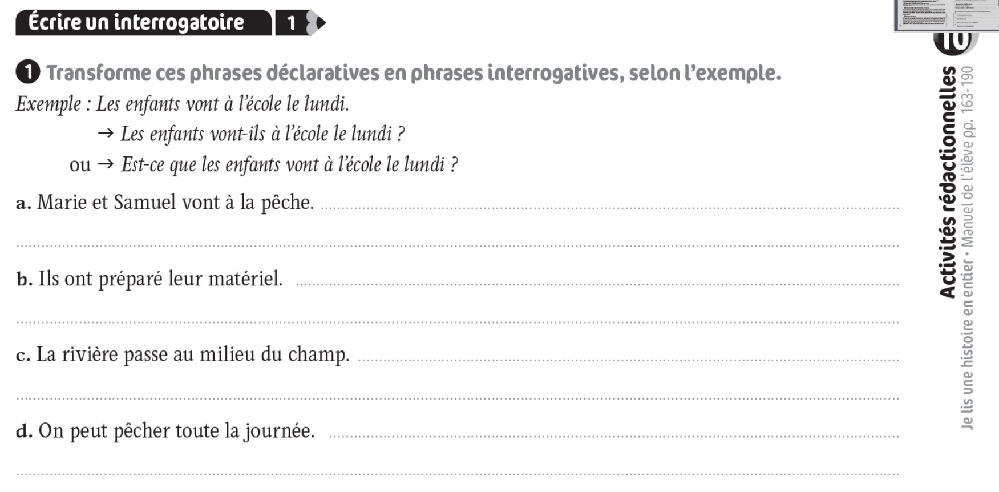 Écrire un interrogatoire 1
1 Transforme ces phrases déclaratives en phrases interrogatives, selon l'exemple.
Exemple : Les enfants vont à l'école le lundi.
→ Les enfants vont-ils à l'école le lundi ?
ou → Est-ce que les enfants vont à l'école le lundi ?
a. Marie et Samuel vont à la pêche.
b. Ils ont préparé leur matériel.
c. La rivière passe au milieu du champ.
d. On peut pêcher toute la journée.
10
Activités rédactionnelles
Je lis une histoire en entier • Manuel de l'élève pp. 163-190